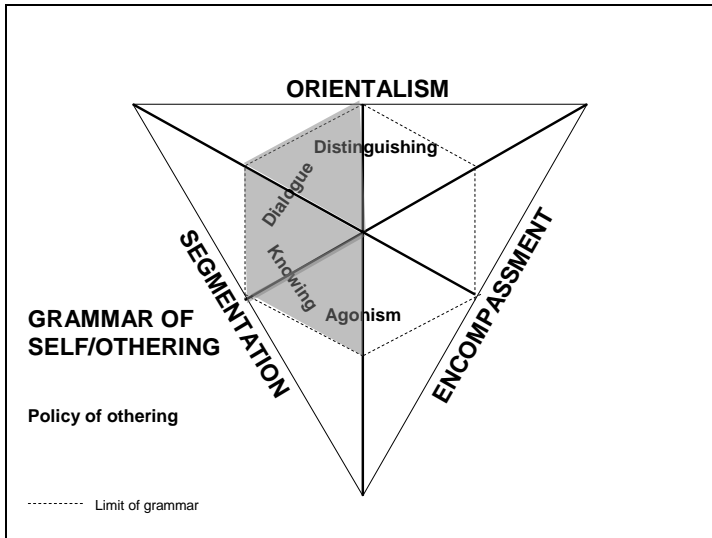 ORIENTALISM
Distinguishing
Dialogue
Knowing
Agonism
SEGMENTATION
ENCOMPASSMENT
GRAMMAR OF
SELF/OTHERING
Policy of othering
Limit of grammar